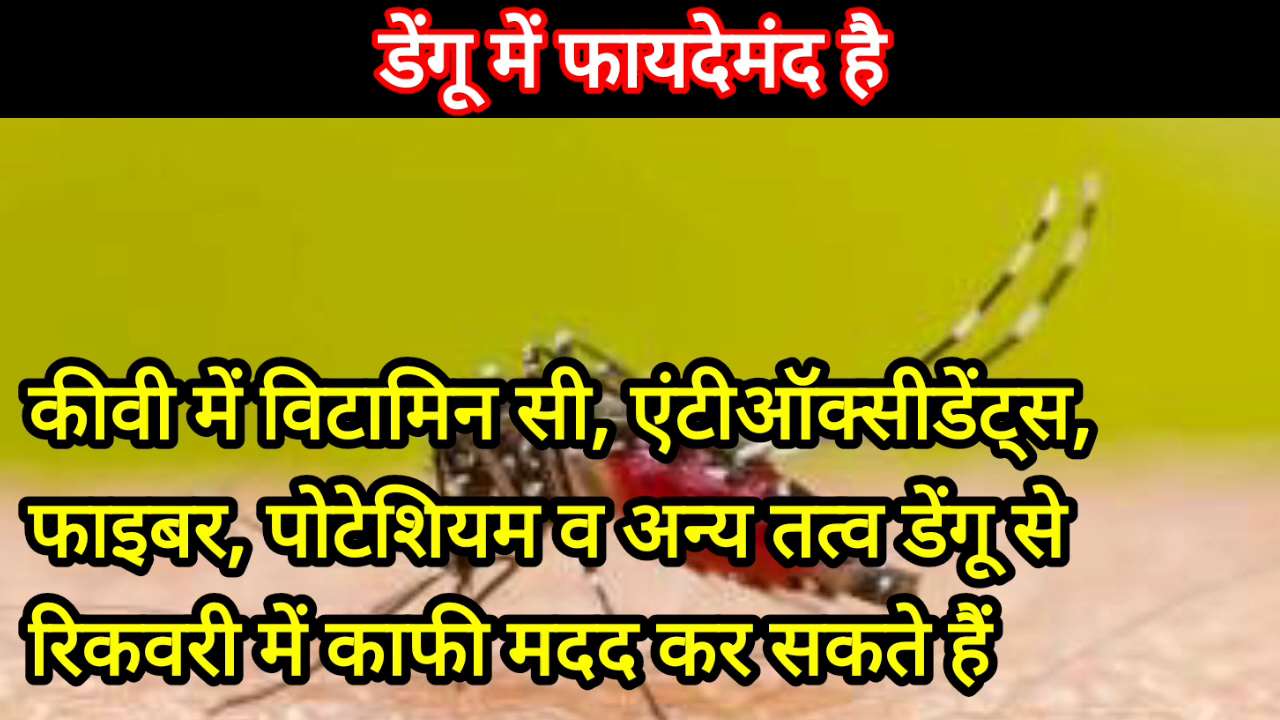 डेंगू में फायदेमंद है
कीवी में विटामिन सी, एंटीऑक्सीडेंट्स,
फाइबर, पोटेशियम व अन्य तत्व डेंगू से
रिकवरी में काफी मदद कर सकते हैं